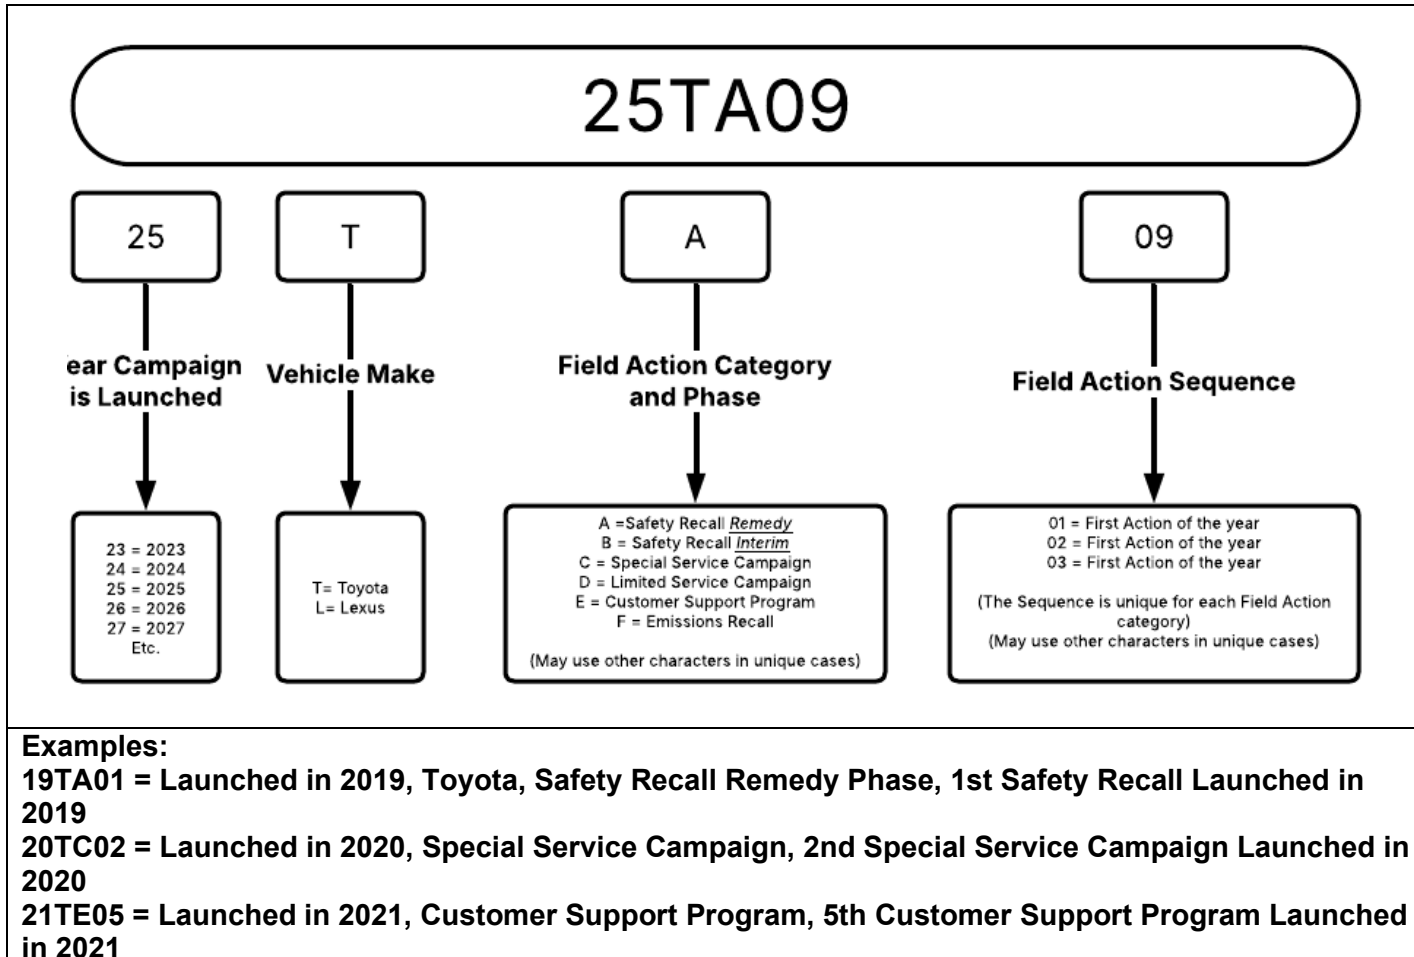 25TA09
25
T
A
09
ear Campaign
is Launched
Vehicle Make
Field Action Category
and Phase
Field Action Sequence
23 = 2023
24 = 2024
25 = 2025
26 = 2026
27 = 2027
Etc.
T= Toyota
L= Lexus
A =Safety Recall Remedy
B = Safety Recall Interim
C = Special Service Campaign
D = Limited Service Campaign
E = Customer Support Program
F = Emissions Recall
(May use other characters in unique cases)
01 = First Action of the year
02 = First Action of the year
03 = First Action of the year
(The Sequence is unique for each Field Action
category)
(May use other characters in unique cases)
Examples:
19TA01 = Launched in 2019, Toyota, Safety Recall Remedy Phase, 1st Safety Recall Launched in
2019
20TC02 = Launched in 2020, Special Service Campaign, 2nd Special Service Campaign Launched in
2020
21TE05 = Launched in 2021, Customer Support Program, 5th Customer Support Program Launched
in 2021